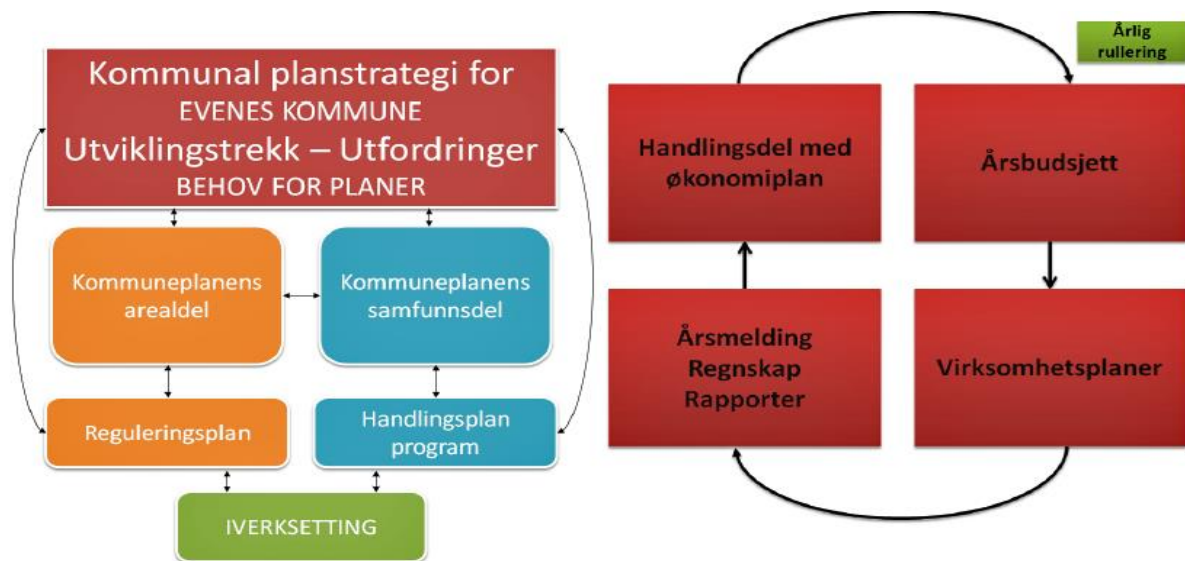 Kommunal planstrategi for
EVENES KOMMUNE
Utviklingstrekk – Utfordringer
BEHOV FOR PLANER
Kommuneplanens
arealdel
Kommuneplanens
samfunnsdel
Reguleringsplan
Handlingsplan
program
IVERKSETTING
Årlig
rullering
Handlingsdel med
økonomiplan
Årsbudsjett
Årsmelding
Regnskap
Rapporter
Virksomhetsplaner